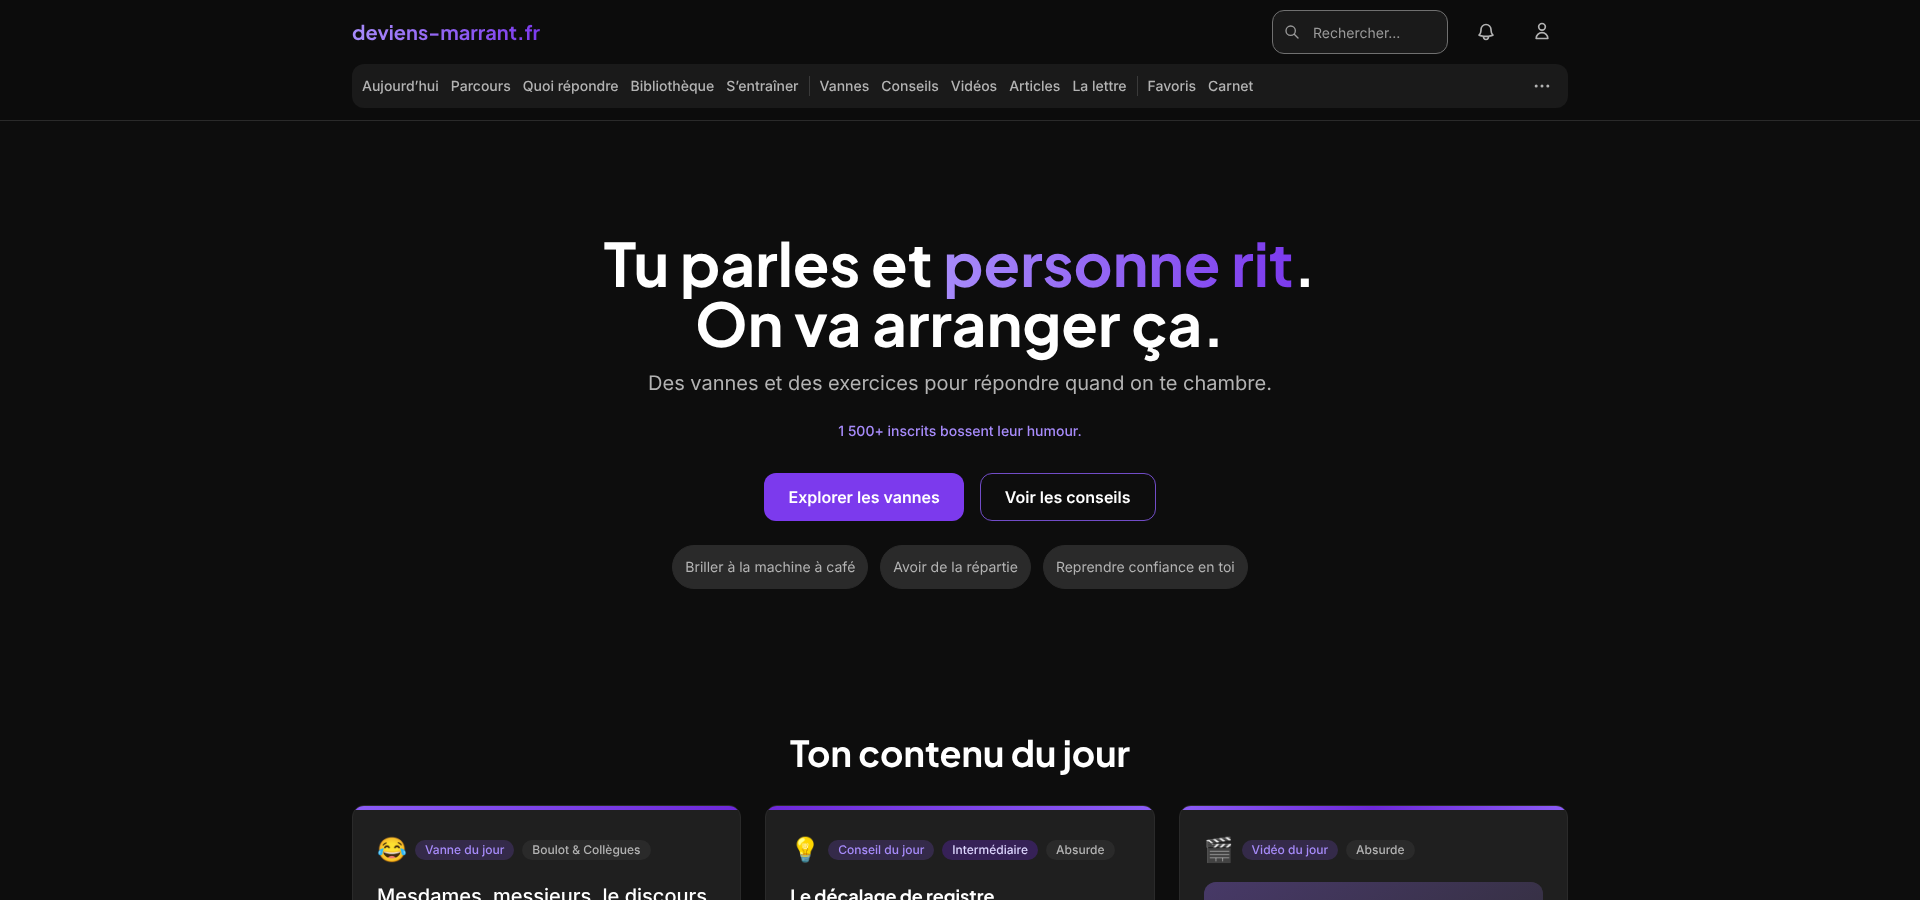 deviens-marrant.fr
Rechercher...
Aujourd’hui Parcours Quoi répondre Bibliothèque S’entraîner Vannes Conseils Vidéos Articles La lettre Favoris Carnet
Tu parles et personne rit.
On va arranger ça.
Des vannes et des exercices pour répondre quand on te chambre.
1 500+ inscrits bossent leur humour.
Explorer les vannes Voir les conseils
Briller à la machine à café Avoir de la répartie Reprendre confiance en toi
Ton contenu du jour
Vanne du jour Boulot & Collègues
Conseil du jour Intermédiaire Absurde
Vidéo du jour Absurde
Mesdames, messieurs, le discours
Le décalage de registre